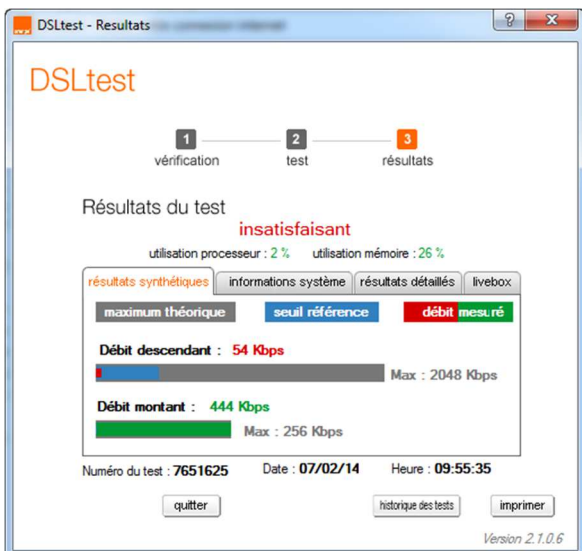 DSLtest - Resultats
DSLtest
1 2 3
vérification test résultats
Résultats du test
insatisfaisant
utilisation processeur : 2 % utilisation mémoire : 26 %
résultats synthétiques informations système résultats détaillés livebox
maximum théorique seuil référence débit mesuré
Débit descendant : 54 Kbps
Max : 2048 Kbps
Débit montant : 444 Kbps
Max : 256 Kbps
Numéro du test : 7651625 Date : 07/02/14 Heure : 09:55:35
quitter historique des tests imprimer
Version 2.1.0.6